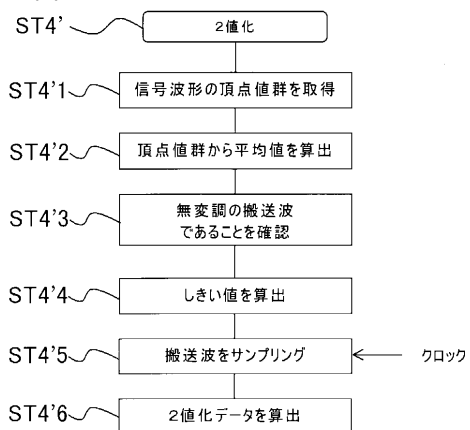 ST4' 2値化
ST4'1 信号波形の頂点値群を取得
ST4'2 頂点値群から平均値を算出
ST4'3 無変調の搬送波
であることを確認
ST4'4 しきい値を算出
ST4'5 搬送波をサンプリング クロック
ST4'6 2値化データを算出